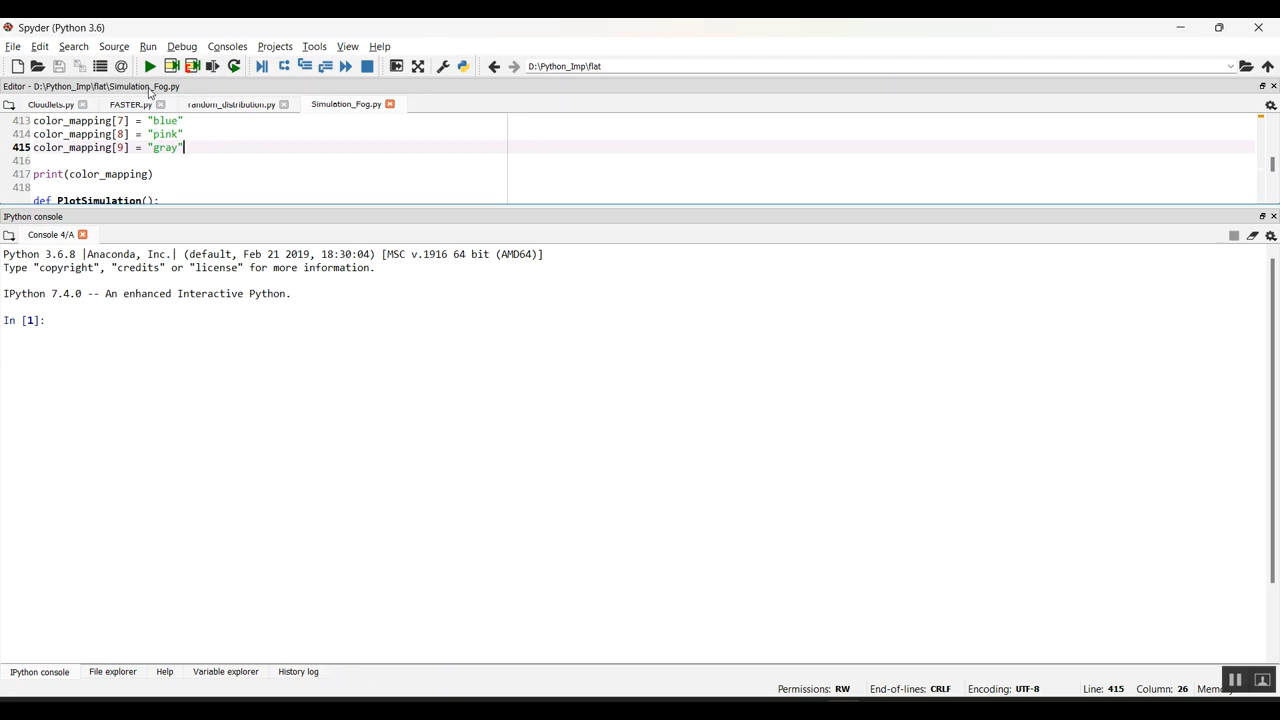 Spyder (Python 3.6)
File Edit Search Source Run Debug Consoles Projects Tools View Help
D:\Python_Imp\flat
Editor - D:\Python_Imp\flat\Simulation_Fog.py
Cloudlets.py FASTER.py random_distribution.py Simulation_Fog.py
413 color_mapping[7] = "blue"
414 color_mapping[8] = "pink"
415 color_mapping[9] = "gray"
416
417 print(color_mapping)
418
def PlotSimulation():
IPython console
Console 4/A
Python 3.6.8 |Anaconda, Inc.| (default, Feb 21 2019, 18:30:04) [MSC v.1916 64 bit (AMD64)]
Type "copyright", "credits" or "license" for more information.
IPython 7.4.0 -- An enhanced Interactive Python.
In [1]:
IPython console File explorer Help Variable explorer History log
Permissions: RW End-of-lines: CRLF Encoding: UTF-8 Line: 415 Column: 26